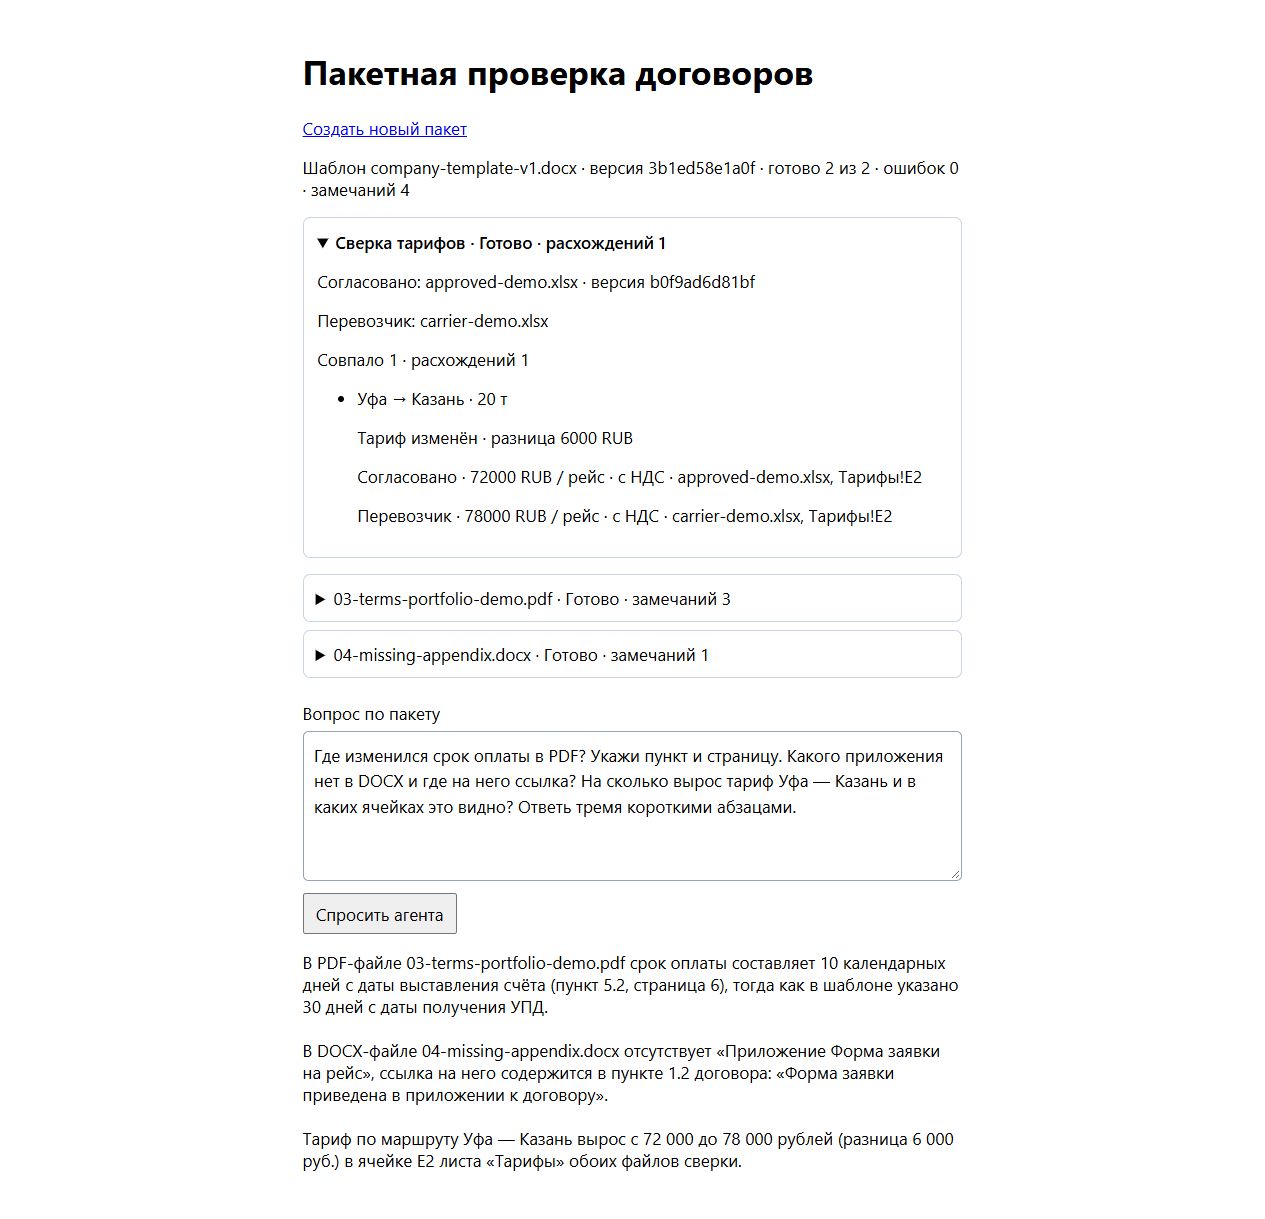 Пакетная проверка договоров
Создать новый пакет
Шаблон company-template-v1.docx · версия 3b1ed58e1a0f · готово 2 из 2 · ошибок 0
· замечаний 4
▼ Сверка тарифов · Готово · расхождений 1
Согласовано: approved-demo.xlsx · версия b0f9ad6d81bf
Перевозчик: carrier-demo.xlsx
Совпало 1 · расхождений 1
• Уфа → Казань · 20 т
Тариф изменён · разница 6000 RUB
Согласовано · 72000 RUB / рейс · с НДС · approved-demo.xlsx, Тарифы!E2
Перевозчик · 78000 RUB / рейс · с НДС · carrier-demo.xlsx, Тарифы!E2
▶ 03-terms-portfolio-demo.pdf · Готово · замечаний 3
▶ 04-missing-appendix.docx · Готово · замечаний 1
Вопрос по пакету
Где изменился срок оплаты в PDF? Укажи пункт и страницу. Какого приложения
нет в DOCX и где на него ссылка? На сколько вырос тариф Уфа — Казань и в
каких ячейках это видно? Ответь тремя короткими абзацами.
Спросить агента
В PDF-файле 03-terms-portfolio-demo.pdf срок оплаты составляет 10 календарных
дней с даты выставления счёта (пункт 5.2, страница 6), тогда как в шаблоне указано
30 дней с даты получения УПД.
В DOCX-файле 04-missing-appendix.docx отсутствует «Приложение Форма заявки
на рейс», ссылка на него содержится в пункте 1.2 договора: «Форма заявки
приведена в приложении к договору».
Тариф по маршруту Уфа — Казань вырос с 72 000 до 78 000 рублей (разница 6 000
руб.) в ячейке E2 листа «Тарифы» обоих файлов сверки.